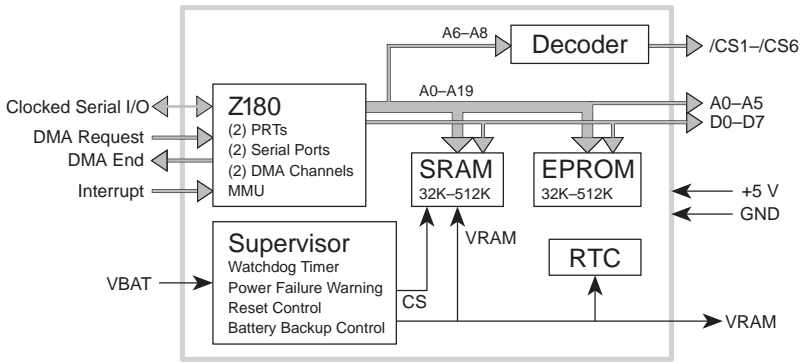 A6–A8
Decoder
/CS1–/CS6
A0–A19
Clocked Serial I/O
Z180
A0–A5
(2) PRTs
D0–D7
DMA Request
(2) Serial Ports
DMA End
(2) DMA Channels
SRAM
EPROM
Interrupt
MMU
32K–512K
32K–512K
+5 V
GND
Supervisor
VRAM
Watchdog Timer
RTC
VBAT
Power Failure Warning
CS
Reset Control
Battery Backup Control
VRAM